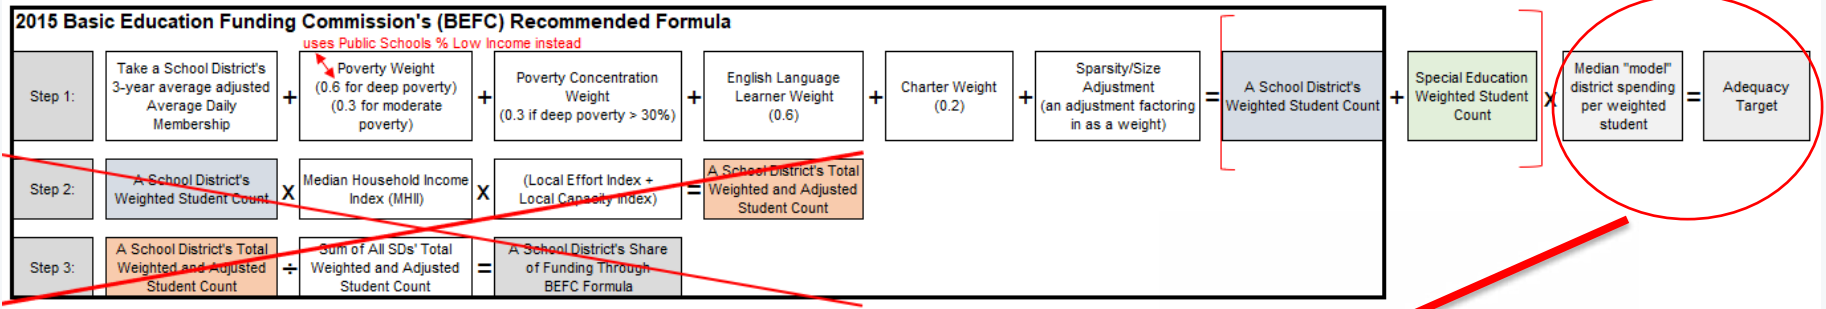 2015 Basic Education Funding Commission's (BEFC) Recommended Formula
uses Public Schools % Low Income instead
Step 1:
Take a School District's
3-year average adjusted
Average Daily
Membership
+
Poverty Weight
(0.6 for deep poverty)
(0.3 for moderate
poverty)
+
Poverty Concentration
Weight
(0.3 if deep poverty > 30%)
+
English Language
Learner Weight
(0.6)
+
Charter Weight
(0.2)
+
Sparsity/Size
Adjustment
(an adjustment factoring
in as a weight)
=
A School District's
Weighted Student Count
+
Special Education
Weighted Student
Count
X
Median "model"
district spending
per weighted
student
=
Adequacy
Target
Step 2:
A School District's
Weighted Student Count
X
Median Household Income
Index (MHII)
X
(Local Effort Index +
Local Capacity Index)
=
A School District's Total
Weighted and Adjusted
Student Count
Step 3:
A School District's Total
Weighted and Adjusted
Student Count
÷
Sum of All SDs' Total
Weighted and Adjusted
Student Count
=
A School District's Share
of Funding Through
BEFC Formula